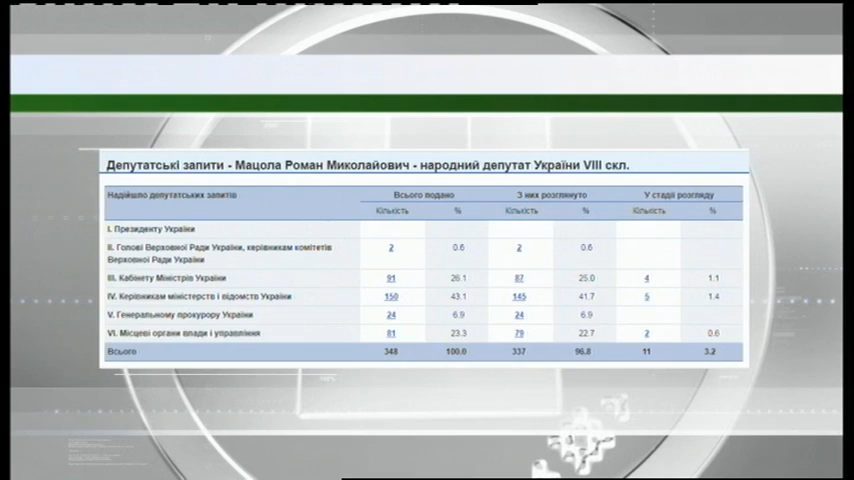 Депутатські запити - Мацола Роман Миколайович - народний депутат України VIII скл.
Надійшло депутатських запитів Всього подано З них розглянуто У стадії розгляду
Кількість % Кількість % Кількість %
I. Президенту України
II. Голові Верховної Ради України, керівникам комітетів
Верховної Ради України 2 0.6 2 0.6
III. Кабінету Міністрів України 91 26.1 87 25.0 4 1.1
IV. Керівникам міністерств і відомств України 150 43.1 145 41.7 5 1.4
V. Генеральному прокурору України 24 6.9 24 6.9
VI. Місцеві органи влади і управління 81 23.3 79 22.7 2 0.6
Всього 348 100.0 337 96.8 11 3.2